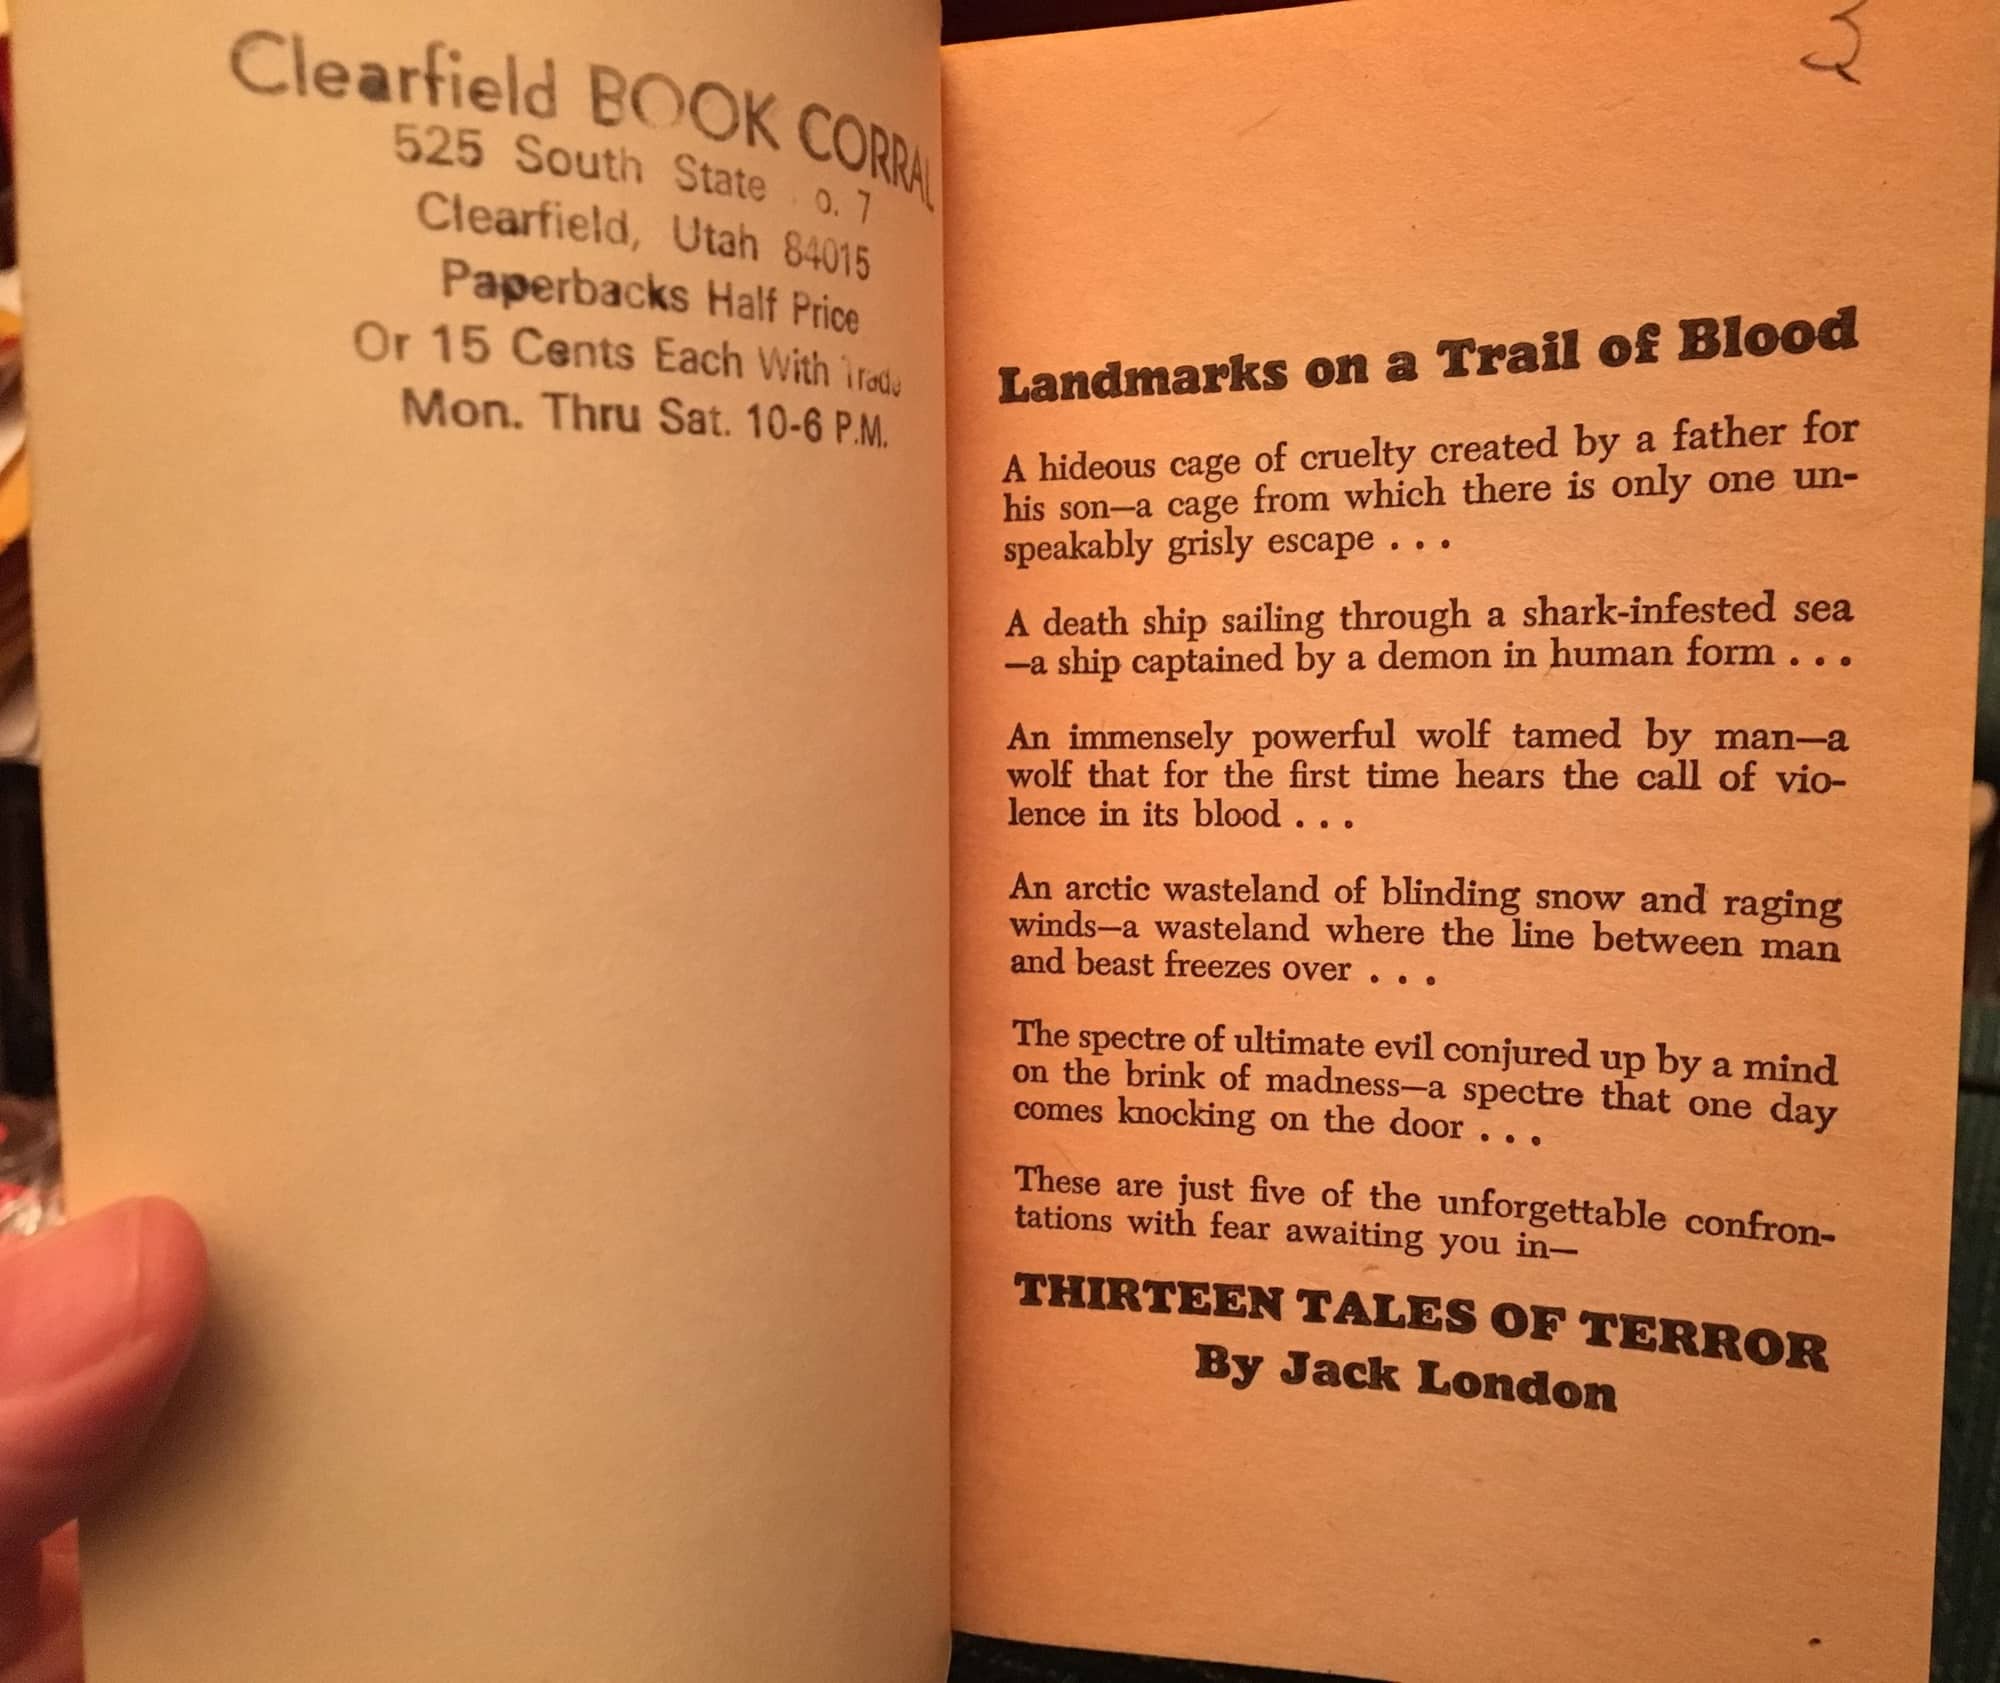 Clearfield BOOK CORRAL
525 South State o. 7
Clearfield, Utah 84015
Paperbacks Half Price
Or 15 Cents Each With Trade
Mon. Thru Sat. 10-6 P.M.
Landmarks on a Trail of Blood
A hideous cage of cruelty created by a father for
his son—a cage from which there is only one un-
speakably grisly escape . . .
A death ship sailing through a shark-infested sea
—a ship captained by a demon in human form . . .
An immensely powerful wolf tamed by man—a
wolf that for the first time hears the call of vio-
lence in its blood . . .
An arctic wasteland of blinding snow and raging
winds—a wasteland where the line between man
and beast freezes over . . .
The spectre of ultimate evil conjured up by a mind
on the brink of madness—a spectre that one day
comes knocking on the door . . .
These are just five of the unforgettable confron-
tations with fear awaiting you in—
THIRTEEN TALES OF TERROR
By Jack London